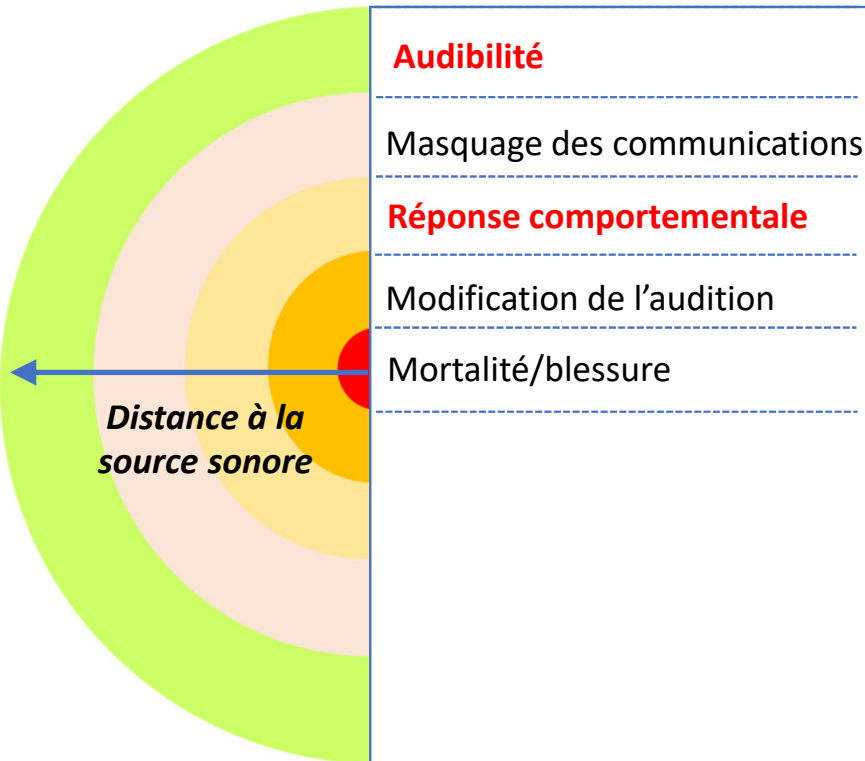 Audibilité
Masquage des communications
Réponse comportementale
Modification de l’audition
Mortalité/blessure
Distance à la
source sonore